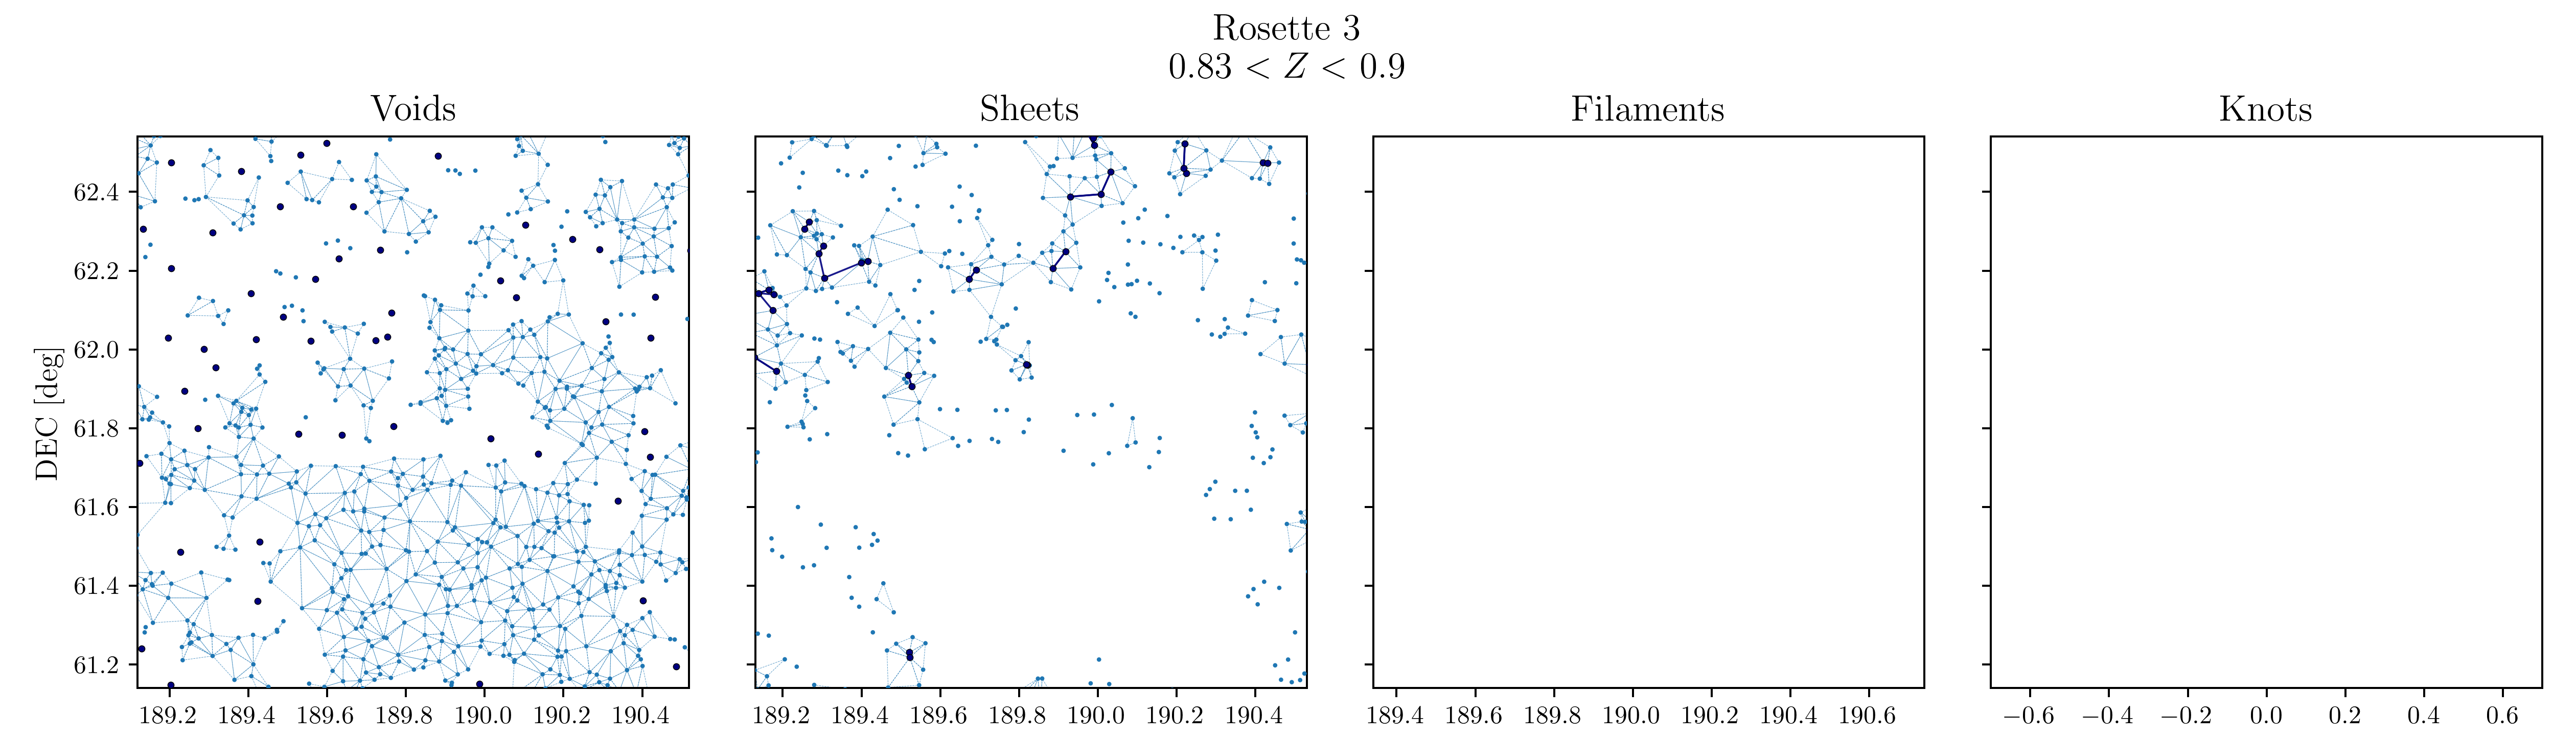 Rosette 3
0.83 < Z < 0.9
Voids
Sheets
Filaments
Knots
DEC [deg]
62.4
62.2
62.0
61.8
61.6
61.4
61.2
189.2 189.4 189.6 189.8 190.0 190.2 190.4
189.2 189.4 189.6 189.8 190.0 190.2 190.4
189.4 189.6 189.8 190.0 190.2 190.4 190.6
−0.6 −0.4 −0.2 0.0 0.2 0.4 0.6